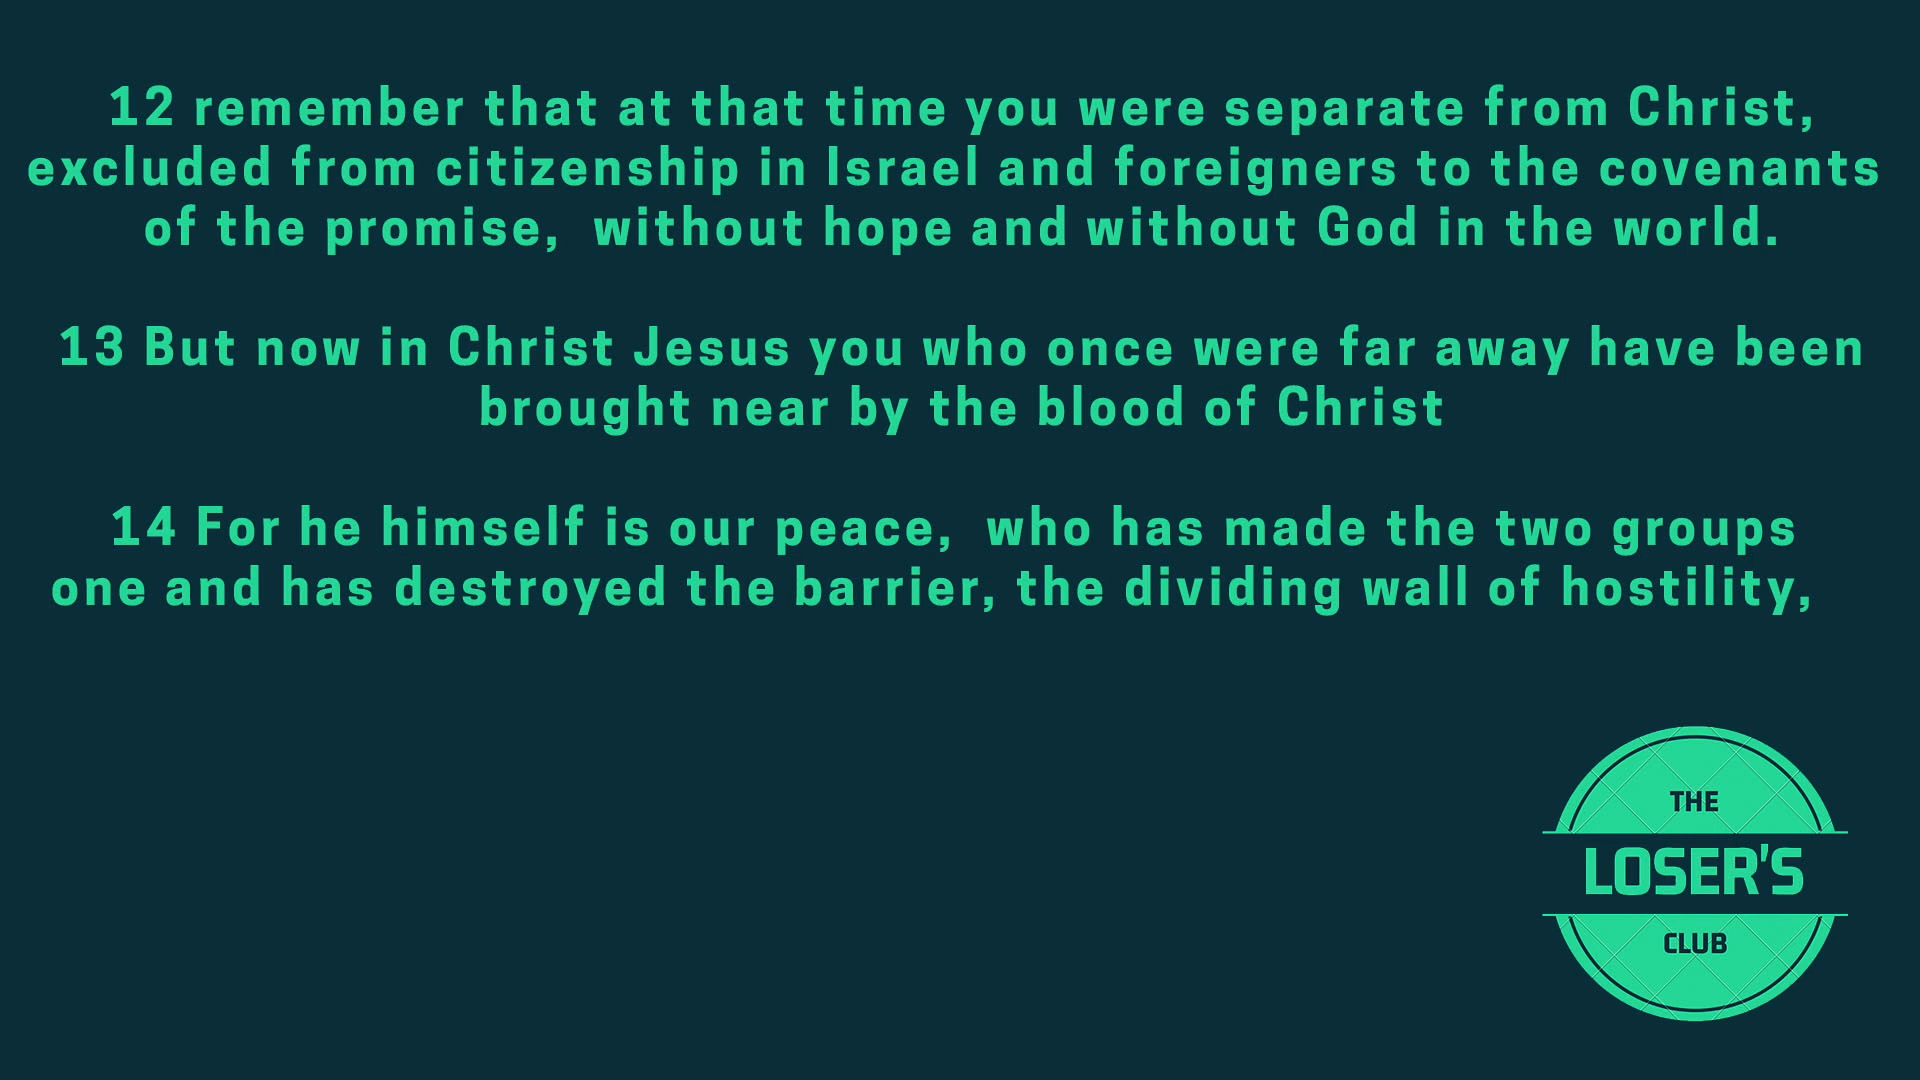 12 remember that at that time you were separate from Christ,
excluded from citizenship in Israel and foreigners to the covenants
of the promise,  without hope and without God in the world.
13 But now in Christ Jesus you who once were far away have been
brought near by the blood of Christ
14 For he himself is our peace,  who has made the two groups
one and has destroyed the barrier, the dividing wall of hostility,
THE
LOSER'S
CLUB